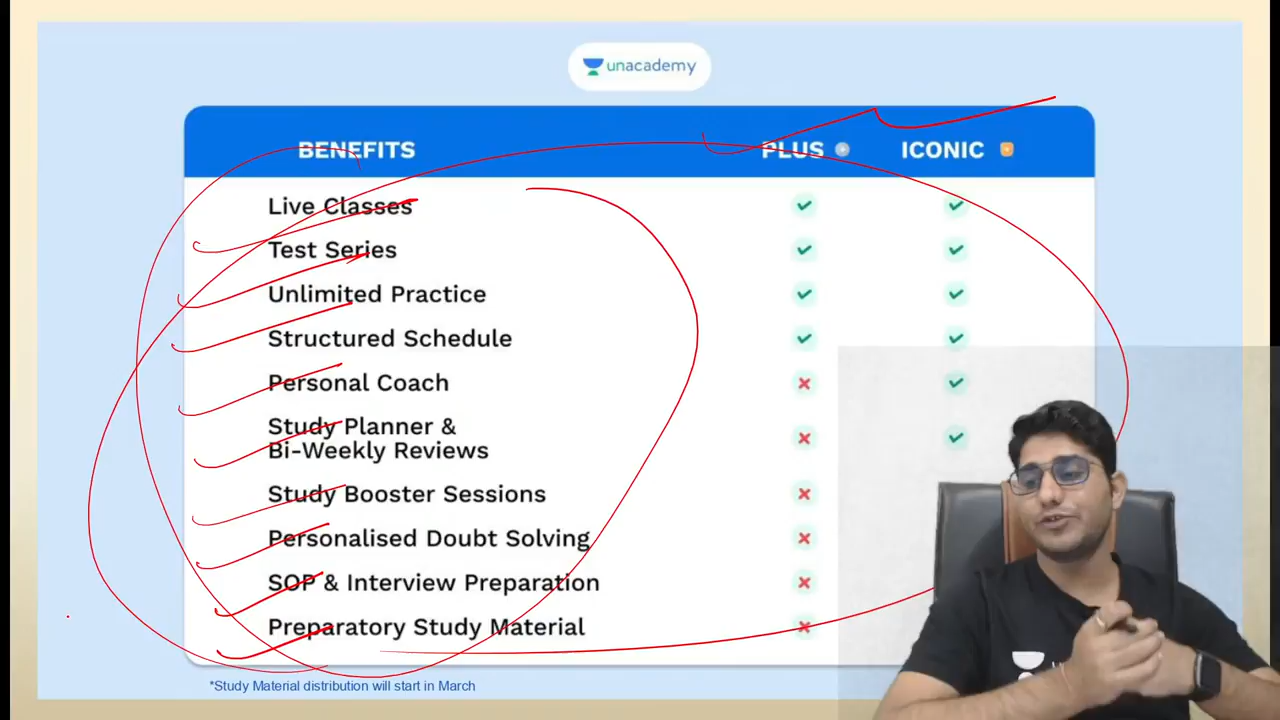 unacademy
BENEFITS PLUS ICONIC
Live Classes
Test Series
Unlimited Practice
Structured Schedule
Personal Coach
Study Planner &
Bi-Weekly Reviews
Study Booster Sessions
Personalised Doubt Solving
SOP & Interview Preparation
Preparatory Study Material
*Study Material distribution will start in March